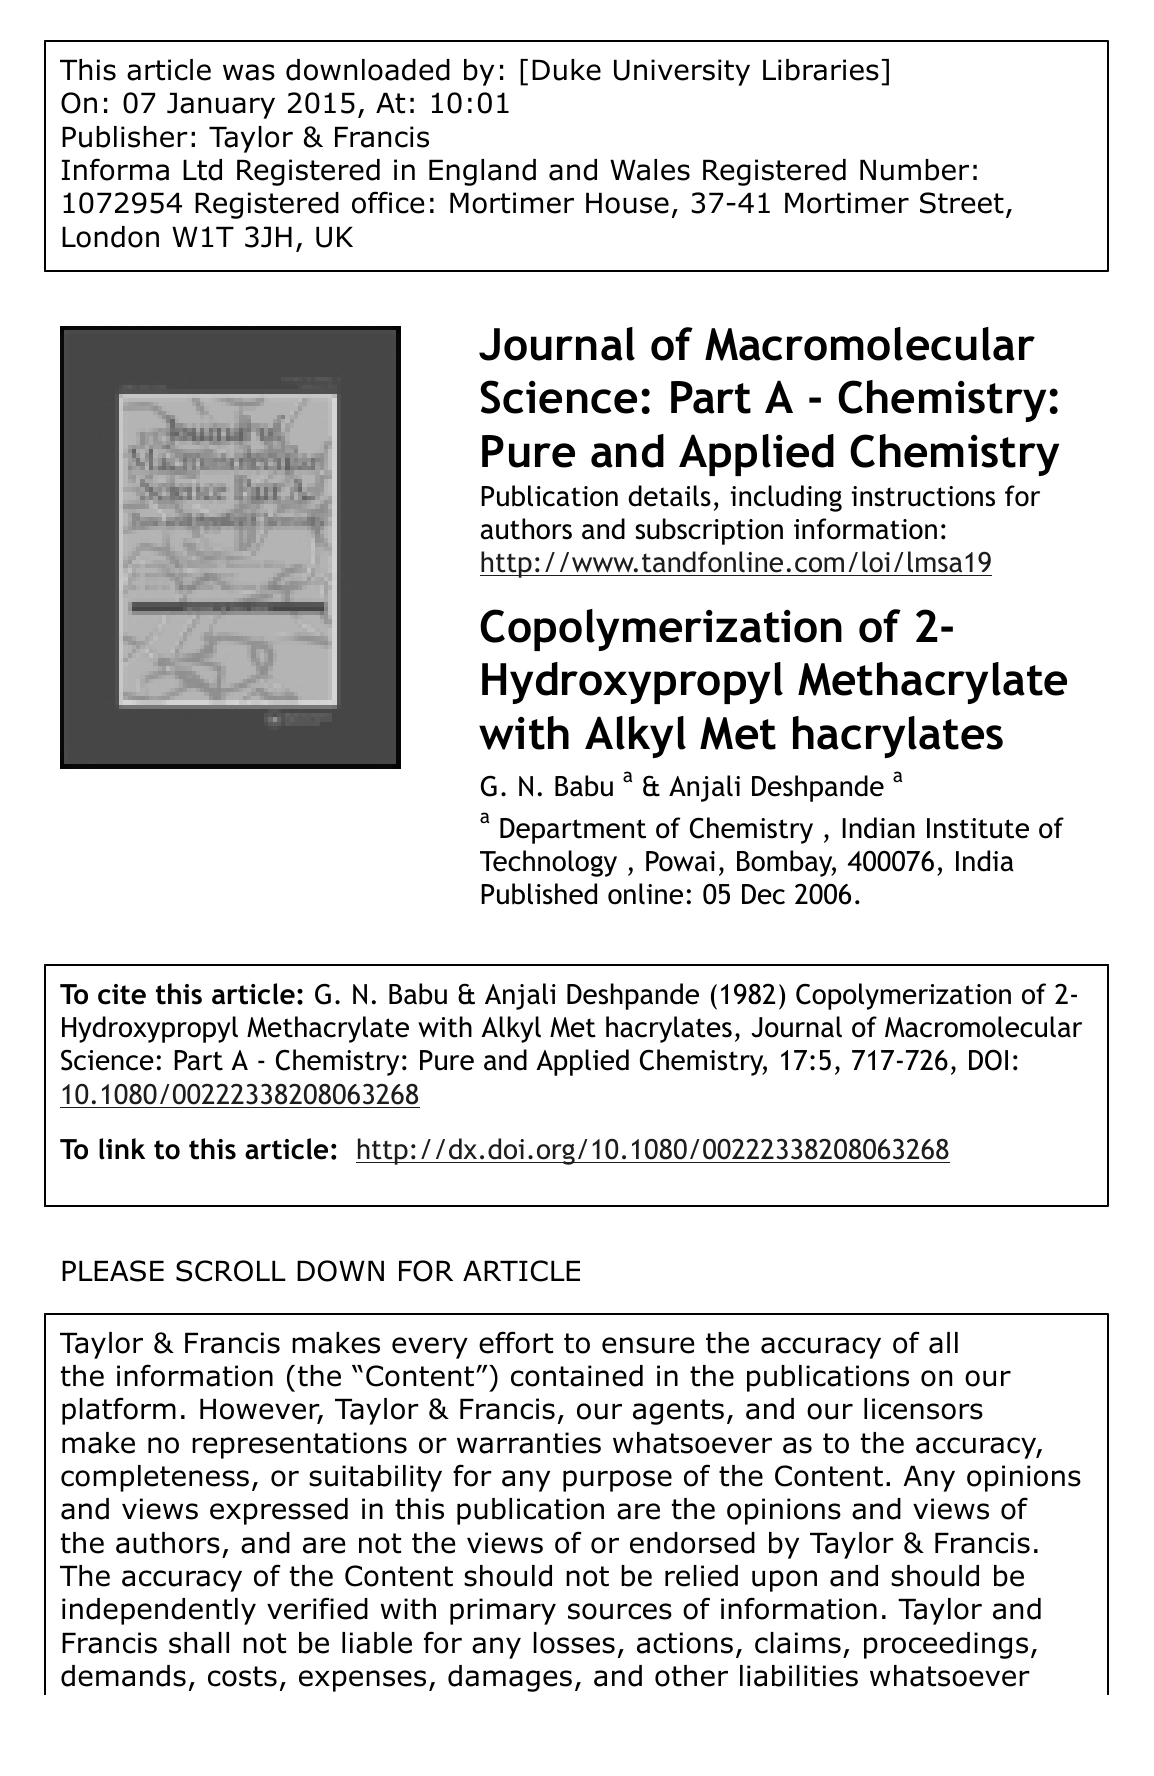 This article was downloaded by: [Duke University Libraries]
On: 07 January 2015, At: 10:01
Publisher: Taylor & Francis
Informa Ltd Registered in England and Wales Registered Number:
1072954 Registered office: Mortimer House, 37-41 Mortimer Street,
London W1T 3JH, UK
Journal of
Macromolecular
Science Part A
Journal of Macromolecular
Science: Part A - Chemistry:
Pure and Applied Chemistry
Publication details, including instructions for
authors and subscription information:
http://www.tandfonline.com/loi/lmsa19
Copolymerization of 2-
Hydroxypropyl Methacrylate
with Alkyl Met hacrylates
G. N. Babu a & Anjali Deshpande a
a Department of Chemistry , Indian Institute of
Technology , Powai, Bombay, 400076, India
Published online: 05 Dec 2006.
To cite this article: G. N. Babu & Anjali Deshpande (1982) Copolymerization of 2-
Hydroxypropyl Methacrylate with Alkyl Met hacrylates, Journal of Macromolecular
Science: Part A - Chemistry: Pure and Applied Chemistry, 17:5, 717-726, DOI:
10.1080/00222338208063268
To link to this article: http://dx.doi.org/10.1080/00222338208063268
PLEASE SCROLL DOWN FOR ARTICLE
Taylor & Francis makes every effort to ensure the accuracy of all
the information (the “Content”) contained in the publications on our
platform. However, Taylor & Francis, our agents, and our licensors
make no representations or warranties whatsoever as to the accuracy,
completeness, or suitability for any purpose of the Content. Any opinions
and views expressed in this publication are the opinions and views of
the authors, and are not the views of or endorsed by Taylor & Francis.
The accuracy of the Content should not be relied upon and should be
independently verified with primary sources of information. Taylor and
Francis shall not be liable for any losses, actions, claims, proceedings,
demands, costs, expenses, damages, and other liabilities whatsoever